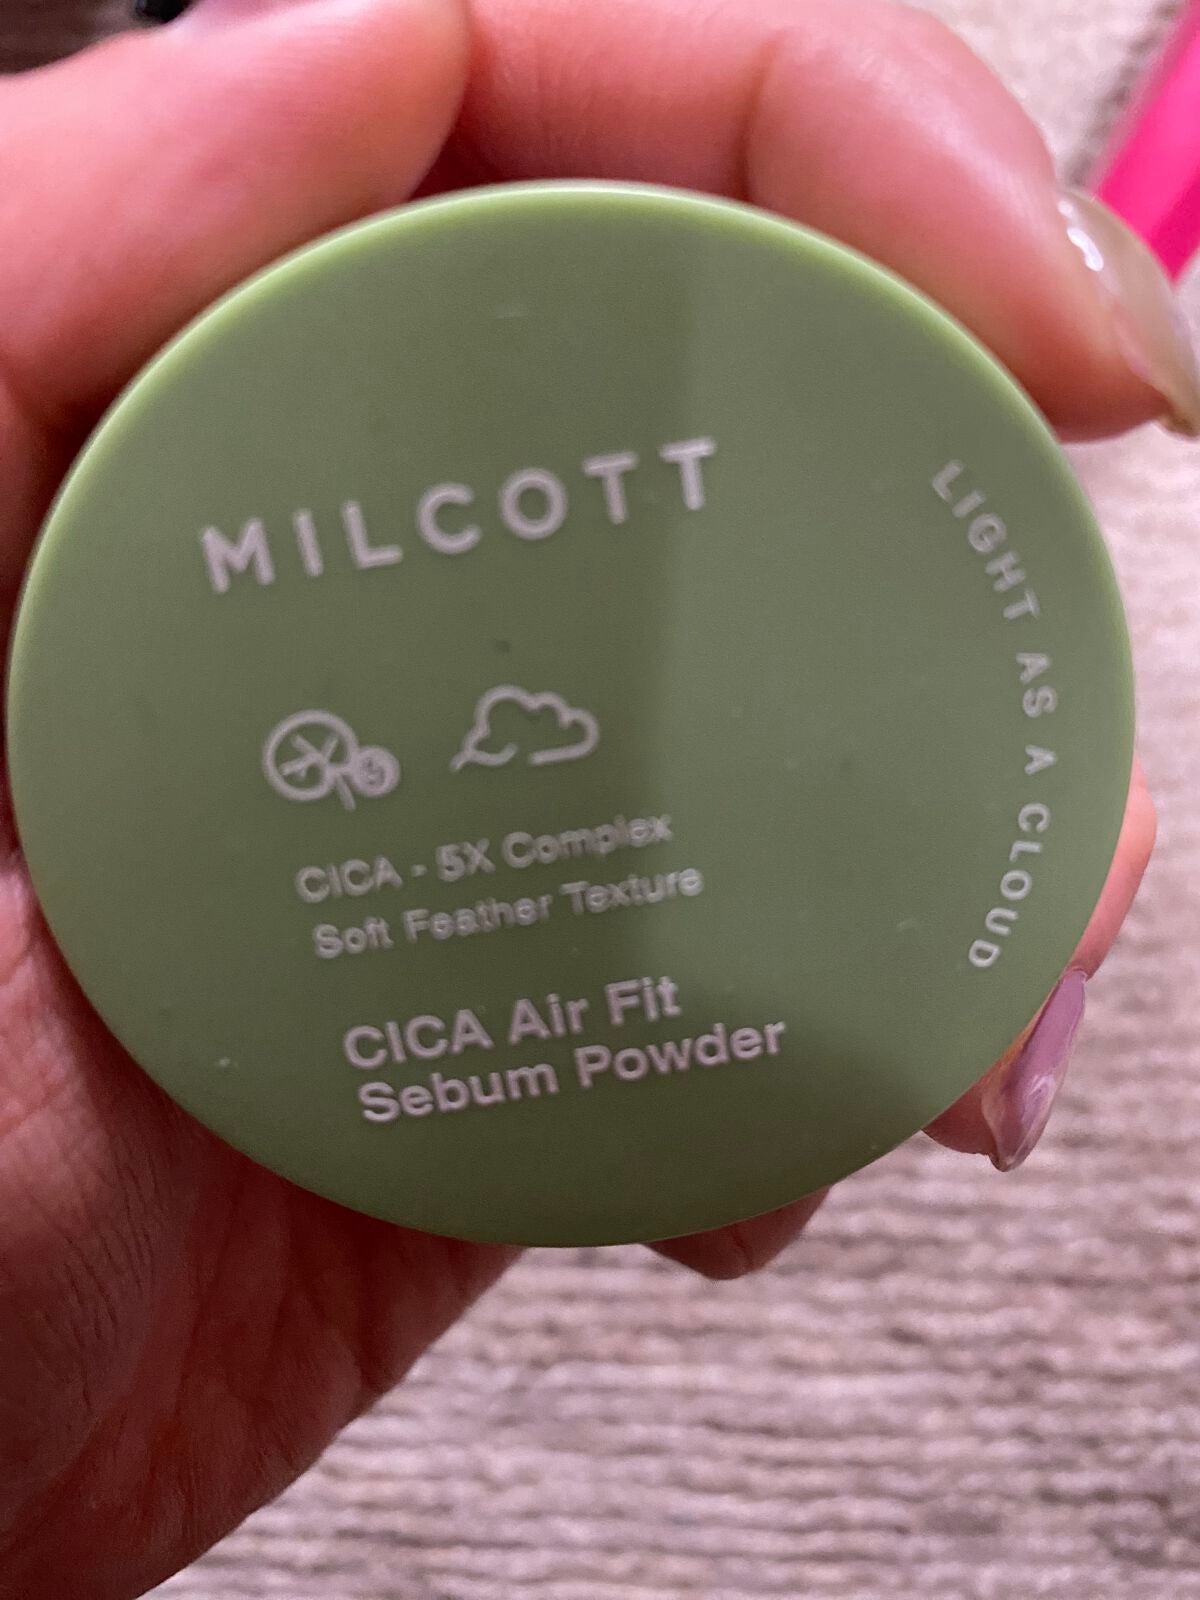 MILCOTT
CICA - 5X Complex
Soft Feather Texture
CICA Air Fit
Sebum Powder
LIGHT AS A CLOUD